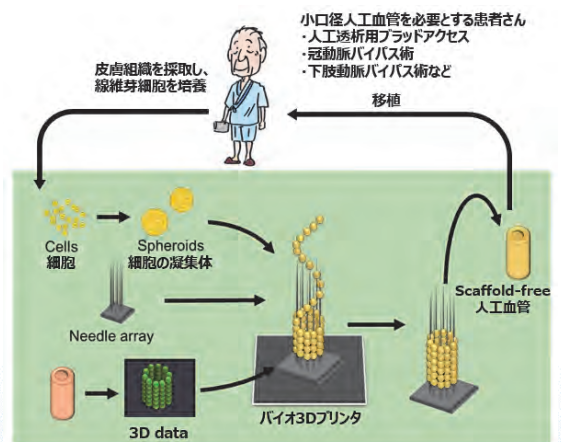 小口径人工血管を必要とする患者さん
・人工透析用ブラッドアクセス
・冠動脈バイパス術
・下肢動脈バイパス術など
皮膚組織を採取し、
線維芽細胞を培養
移植
Cells
細胞
Spheroids
細胞の凝集体
Needle array
3D data
バイオ3Dプリンタ
Scaffold-free
人工血管